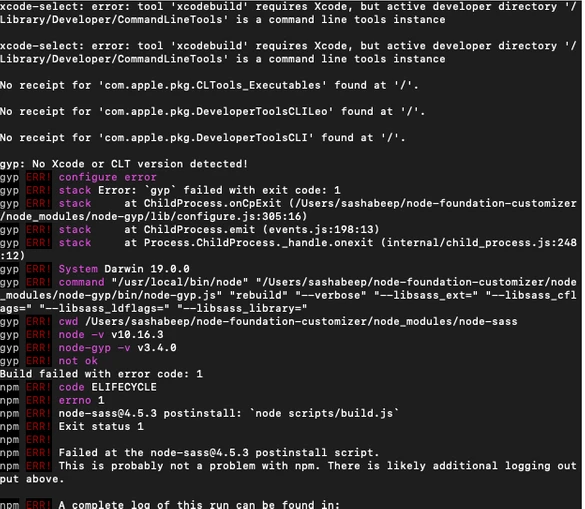 xcode-select: error: tool 'xcodebuild' requires Xcode, but active developer directory '/
Library/Developer/CommandLineTools' is a command line tools instance
xcode-select: error: tool 'xcodebuild' requires Xcode, but active developer directory '/
Library/Developer/CommandLineTools' is a command line tools instance
No receipt for 'com.apple.pkg.CLTools_Executables' found at '/'.
No receipt for 'com.apple.pkg.DeveloperToolsCLILeo' found at '/'.
No receipt for 'com.apple.pkg.DeveloperToolsCLI' found at '/'.
gyp: No Xcode or CLT version detected!
gyp ERR! configure error
gyp ERR! stack Error: `gyp` failed with exit code: 1
gyp ERR! stack     at ChildProcess.onCpExit (/Users/sashabeep/node-foundation-customizer
/node_modules/node-gyp/lib/configure.js:305:16)
gyp ERR! stack     at ChildProcess.emit (events.js:198:13)
gyp ERR! stack     at Process.ChildProcess._handle.onexit (internal/child_process.js:248
:12)
gyp ERR! System Darwin 19.0.0
gyp ERR! command "/usr/local/bin/node" "/Users/sashabeep/node-foundation-customizer/node
_modules/node-gyp/bin/node-gyp.js" "rebuild" "--verbose" "--libsass_ext=" "--libsass_cfl
ags=" "--libsass_ldflags=" "--libsass_library="
gyp ERR! cwd /Users/sashabeep/node-foundation-customizer/node_modules/node-sass
gyp ERR! node -v v10.16.3
gyp ERR! node-gyp -v v3.4.0
gyp ERR! not ok
Build failed with error code: 1
npm ERR! code ELIFECYCLE
npm ERR! errno 1
npm ERR! node-sass@4.5.3 postinstall: `node scripts/build.js`
npm ERR! Exit status 1
npm ERR!
npm ERR! Failed at the node-sass@4.5.3 postinstall script.
npm ERR! This is probably not a problem with npm. There is likely additional logging out
put above.
npm ERR! A complete log of this run can be found in: